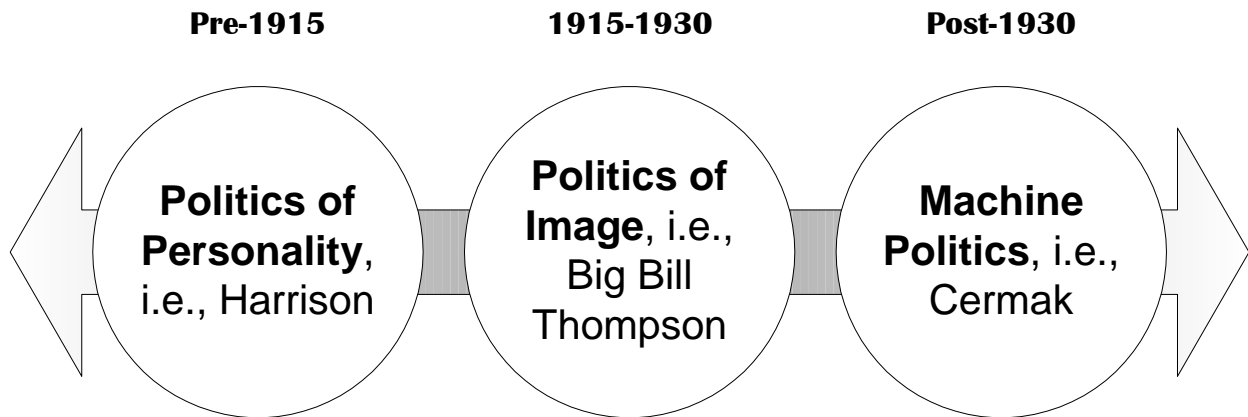 Pre-1915
1915-1930
Post-1930
Politics of
Personality,
i.e., Harrison
Politics of
Image, i.e.,
Big Bill
Thompson
Machine
Politics, i.e.,
Cermak